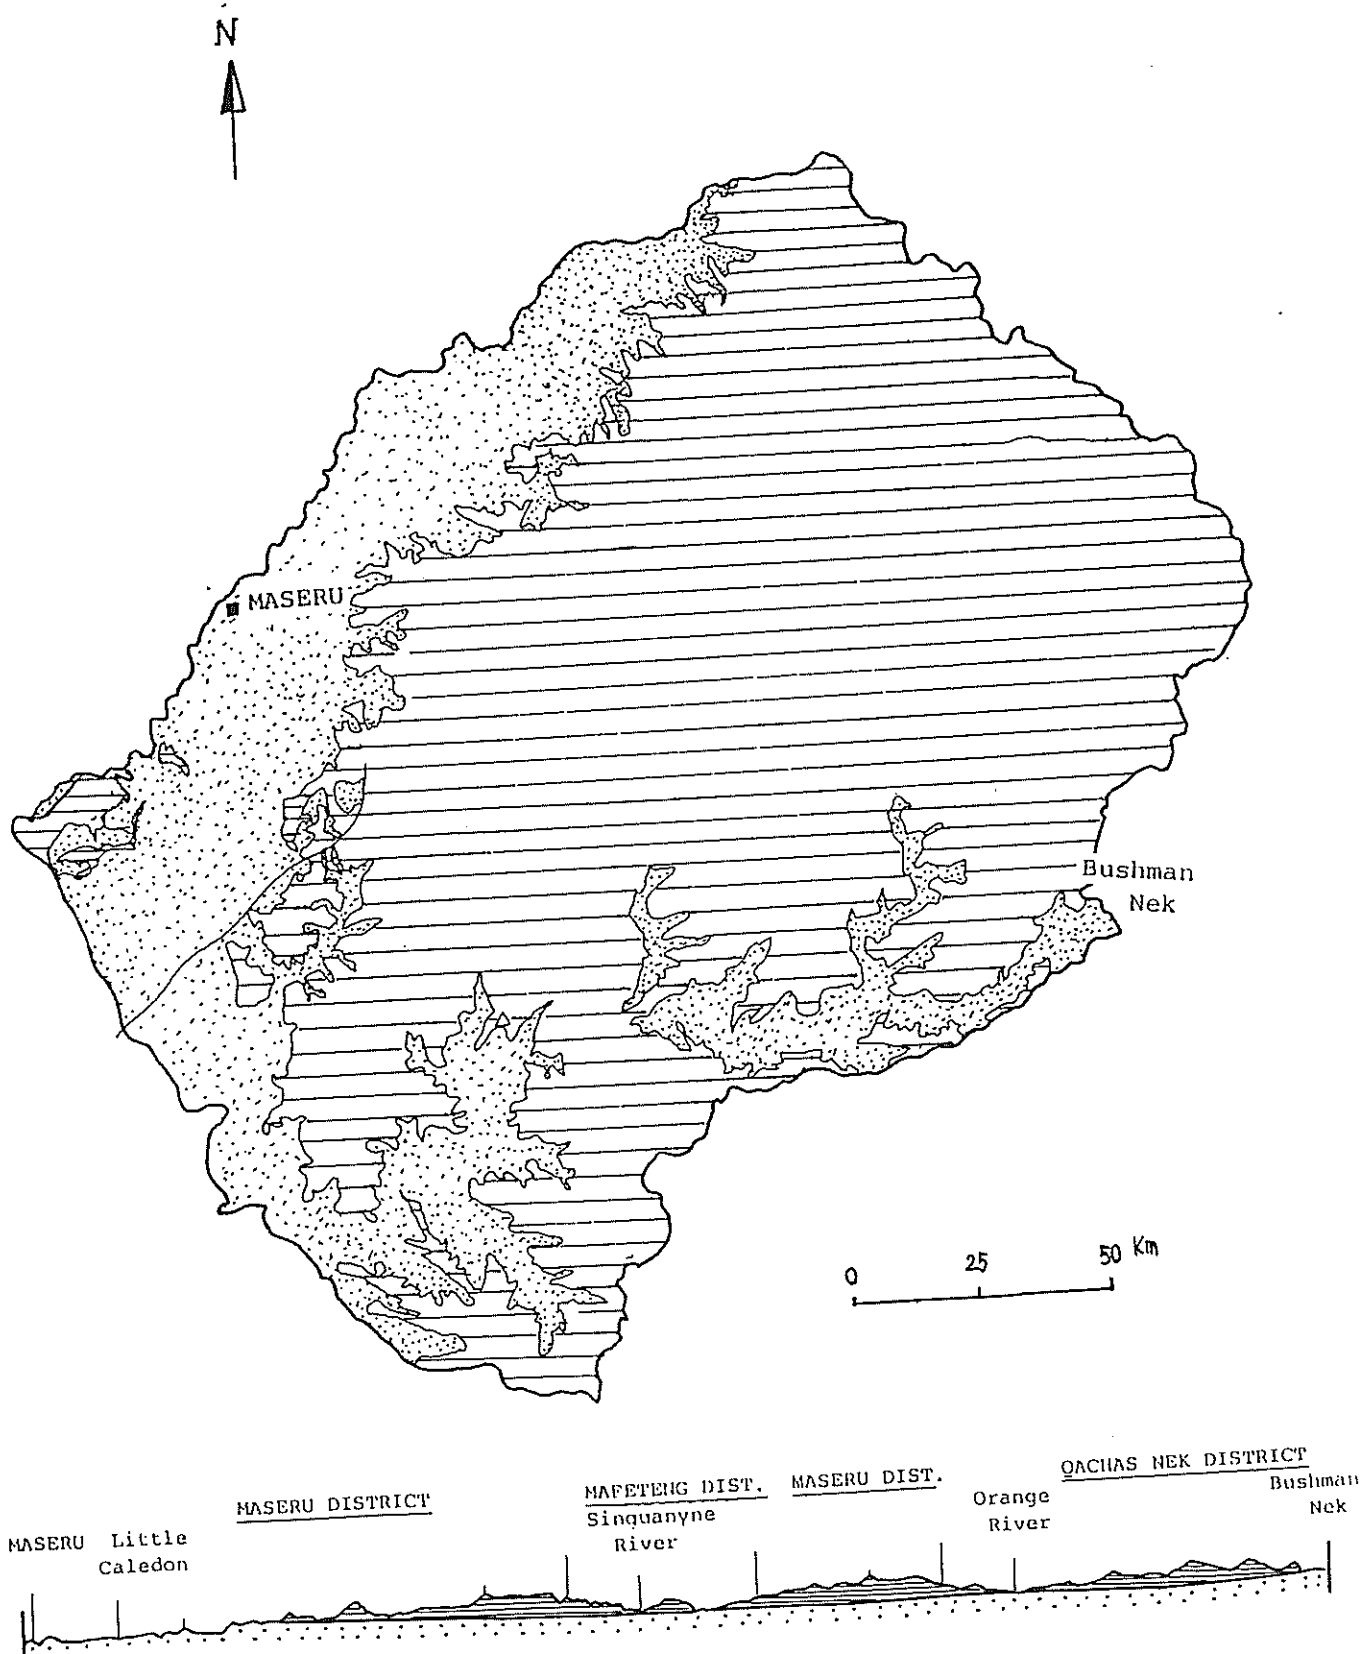 N
MASERU
Bushman
Nek
0 25 50 Km
MASERU DISTRICT
MAFETENG DIST.
MASERU DIST.
QACHAS NEK DISTRICT
MASERU
Little
Caledon
Sinquanyne
River
Orange
River
Bushman
Nek